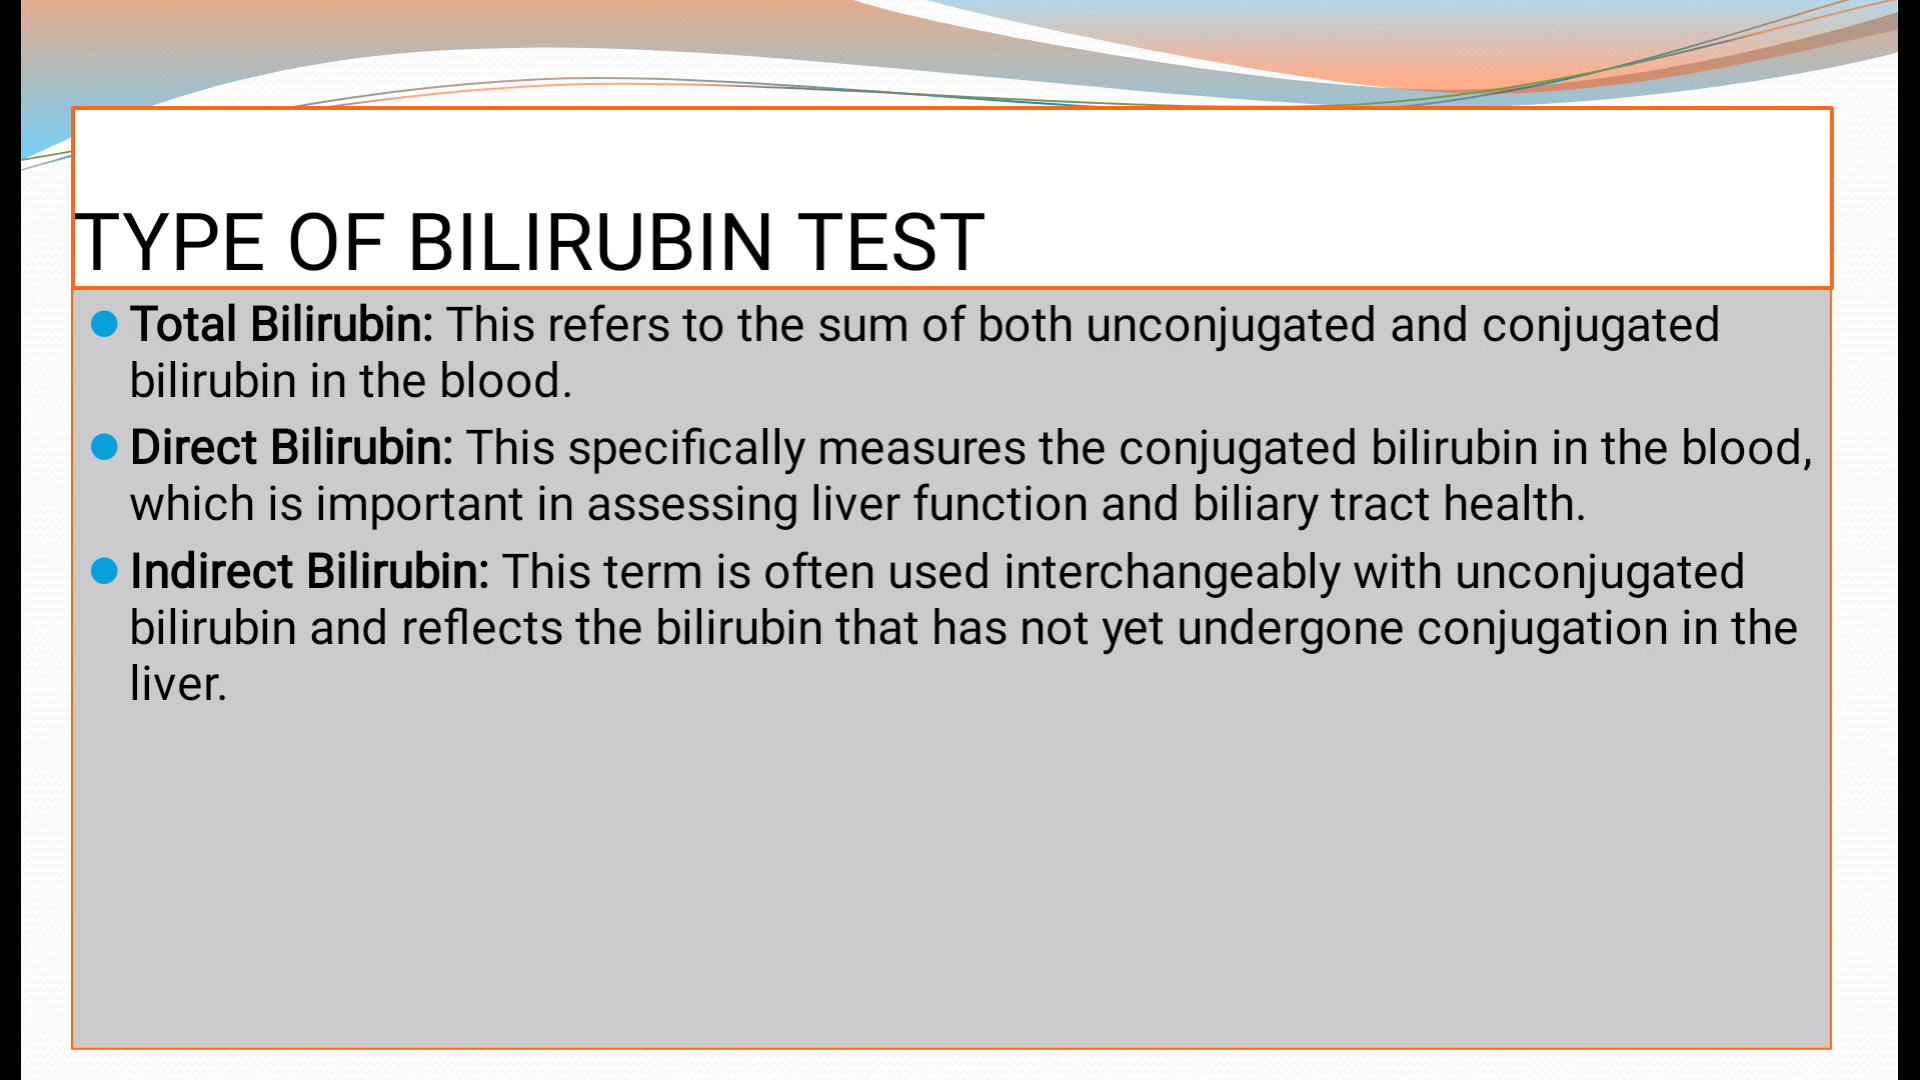 TYPE OF BILIRUBIN TEST
Total Bilirubin: This refers to the sum of both unconjugated and conjugated
bilirubin in the blood.
Direct Bilirubin: This specifically measures the conjugated bilirubin in the blood,
which is important in assessing liver function and biliary tract health.
Indirect Bilirubin: This term is often used interchangeably with unconjugated
bilirubin and reflects the bilirubin that has not yet undergone conjugation in the
liver.